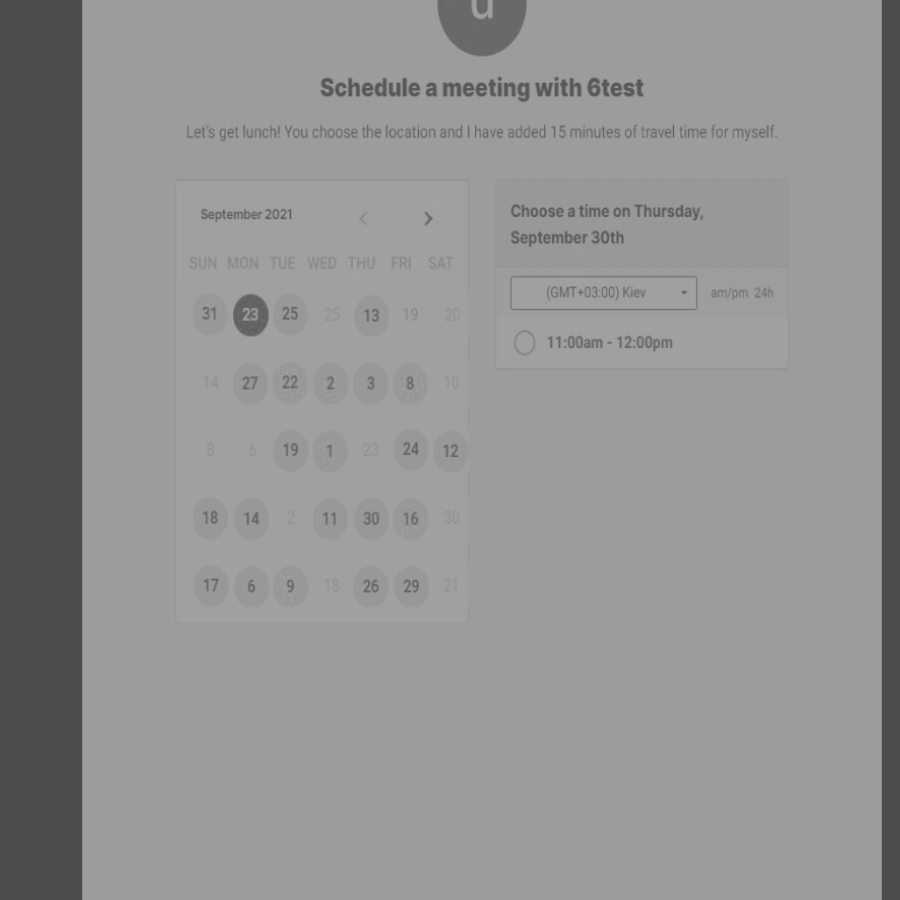 u
Schedule a meeting with 6test
Let's get lunch! You choose the location and I have added 15 minutes of travel time for myself.
September 2021
SUN MON TUE WED THU FRI SAT
31 23 25 25 13 19 20
14 27 22 2 3 8 10
8 6 19 1 23 24 12
18 14 2 11 30 16 30
17 6 9 18 26 29 21
Choose a time on Thursday,
September 30th
(GMT+03:00) Kiev am/pm 24h
11:00am - 12:00pm